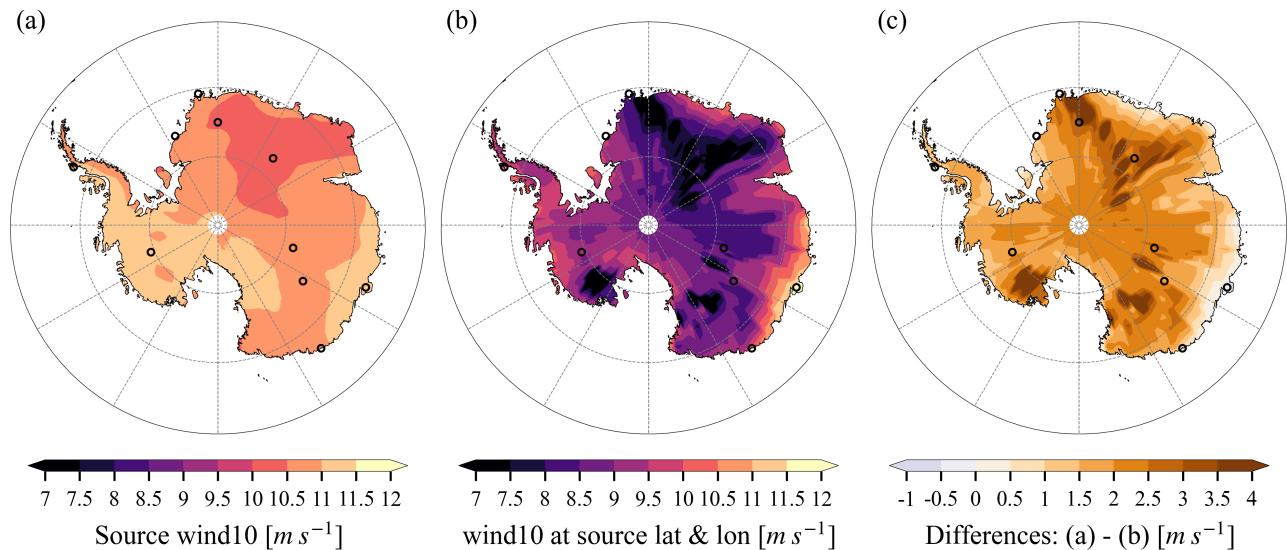 (a)
(b)
(c)
7 7.5 8 8.5 9 9.5 10 10.5 11 11.5 12
Source wind10 [m s⁻¹]
7 7.5 8 8.5 9 9.5 10 10.5 11 11.5 12
wind10 at source lat & lon [m s⁻¹]
-1 -0.5 0 0.5 1 1.5 2 2.5 3 3.5 4
Differences: (a) - (b) [m s⁻¹]